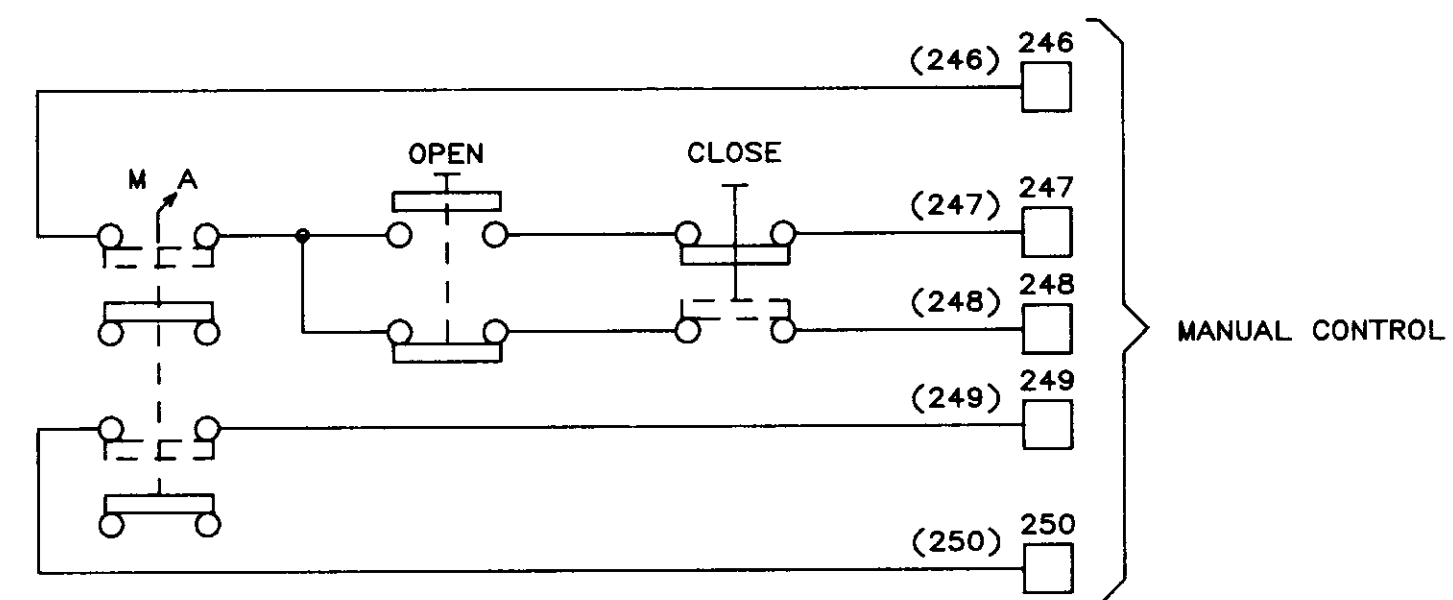 (246) 246
OPEN CLOSE
M A
(247) 247
(248) 248
MANUAL CONTROL
(249) 249
(250) 250